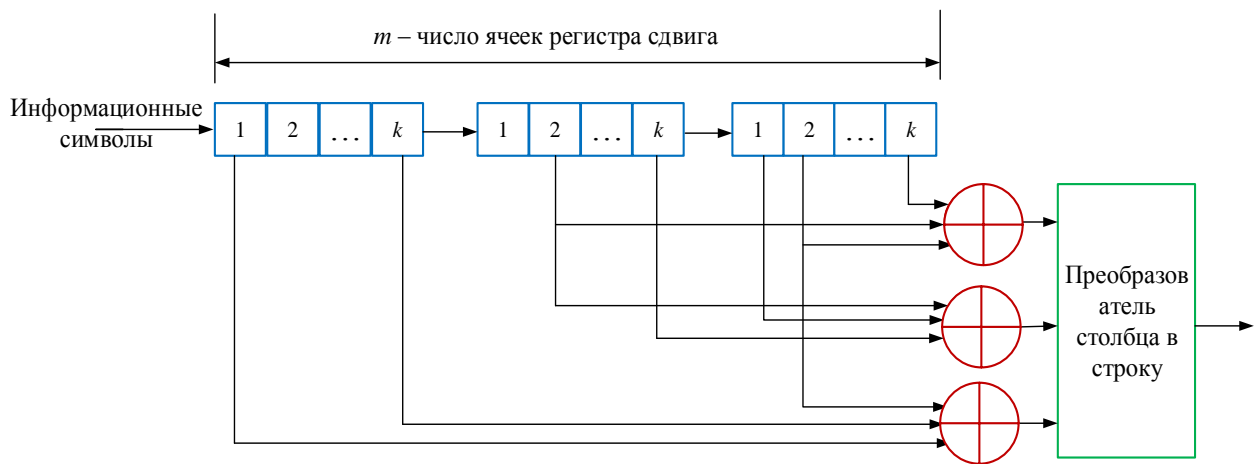 m – число ячеек регистра сдвига
Информационные
символы
1 2 ... k 1 2 ... k 1 2 ... k
Преобразов
атель
столбца в
строку